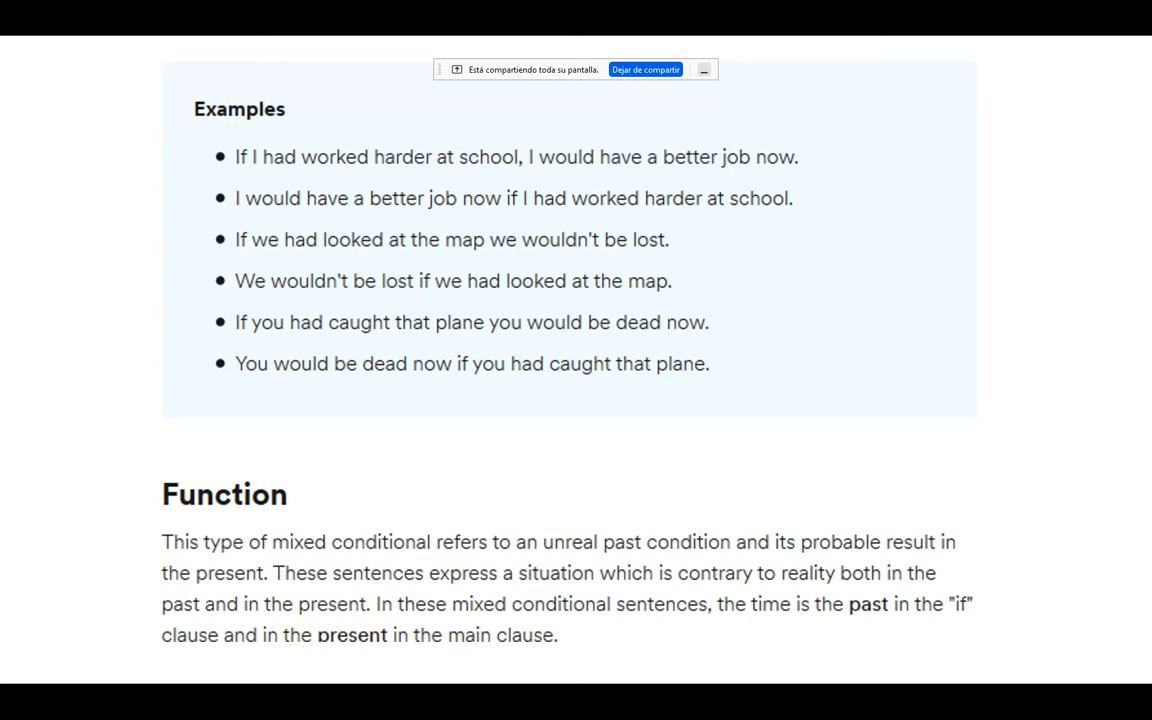 Está compartiendo toda su pantalla. Dejar de compartir
Examples
If I had worked harder at school, I would have a better job now.
I would have a better job now if I had worked harder at school.
If we had looked at the map we wouldn't be lost.
We wouldn't be lost if we had looked at the map.
If you had caught that plane you would be dead now.
You would be dead now if you had caught that plane.
Function
This type of mixed conditional refers to an unreal past condition and its probable result in
the present. These sentences express a situation which is contrary to reality both in the
past and in the present. In these mixed conditional sentences, the time is the past in the "if"
clause and in the present in the main clause.